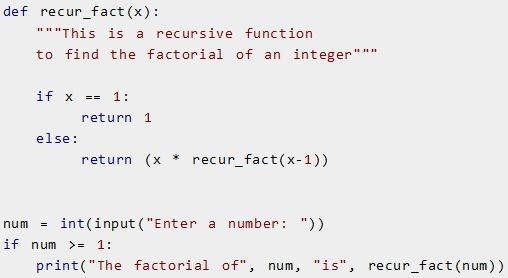 def recur_fact(x):
    """This is a recursive function
    to find the factorial of an integer"""

    if x == 1:
         return 1
    else:
         return (x * recur_fact(x-1))


num = int(input("Enter a number: "))
if num >= 1:
    print("The factorial of", num, "is", recur_fact(num))